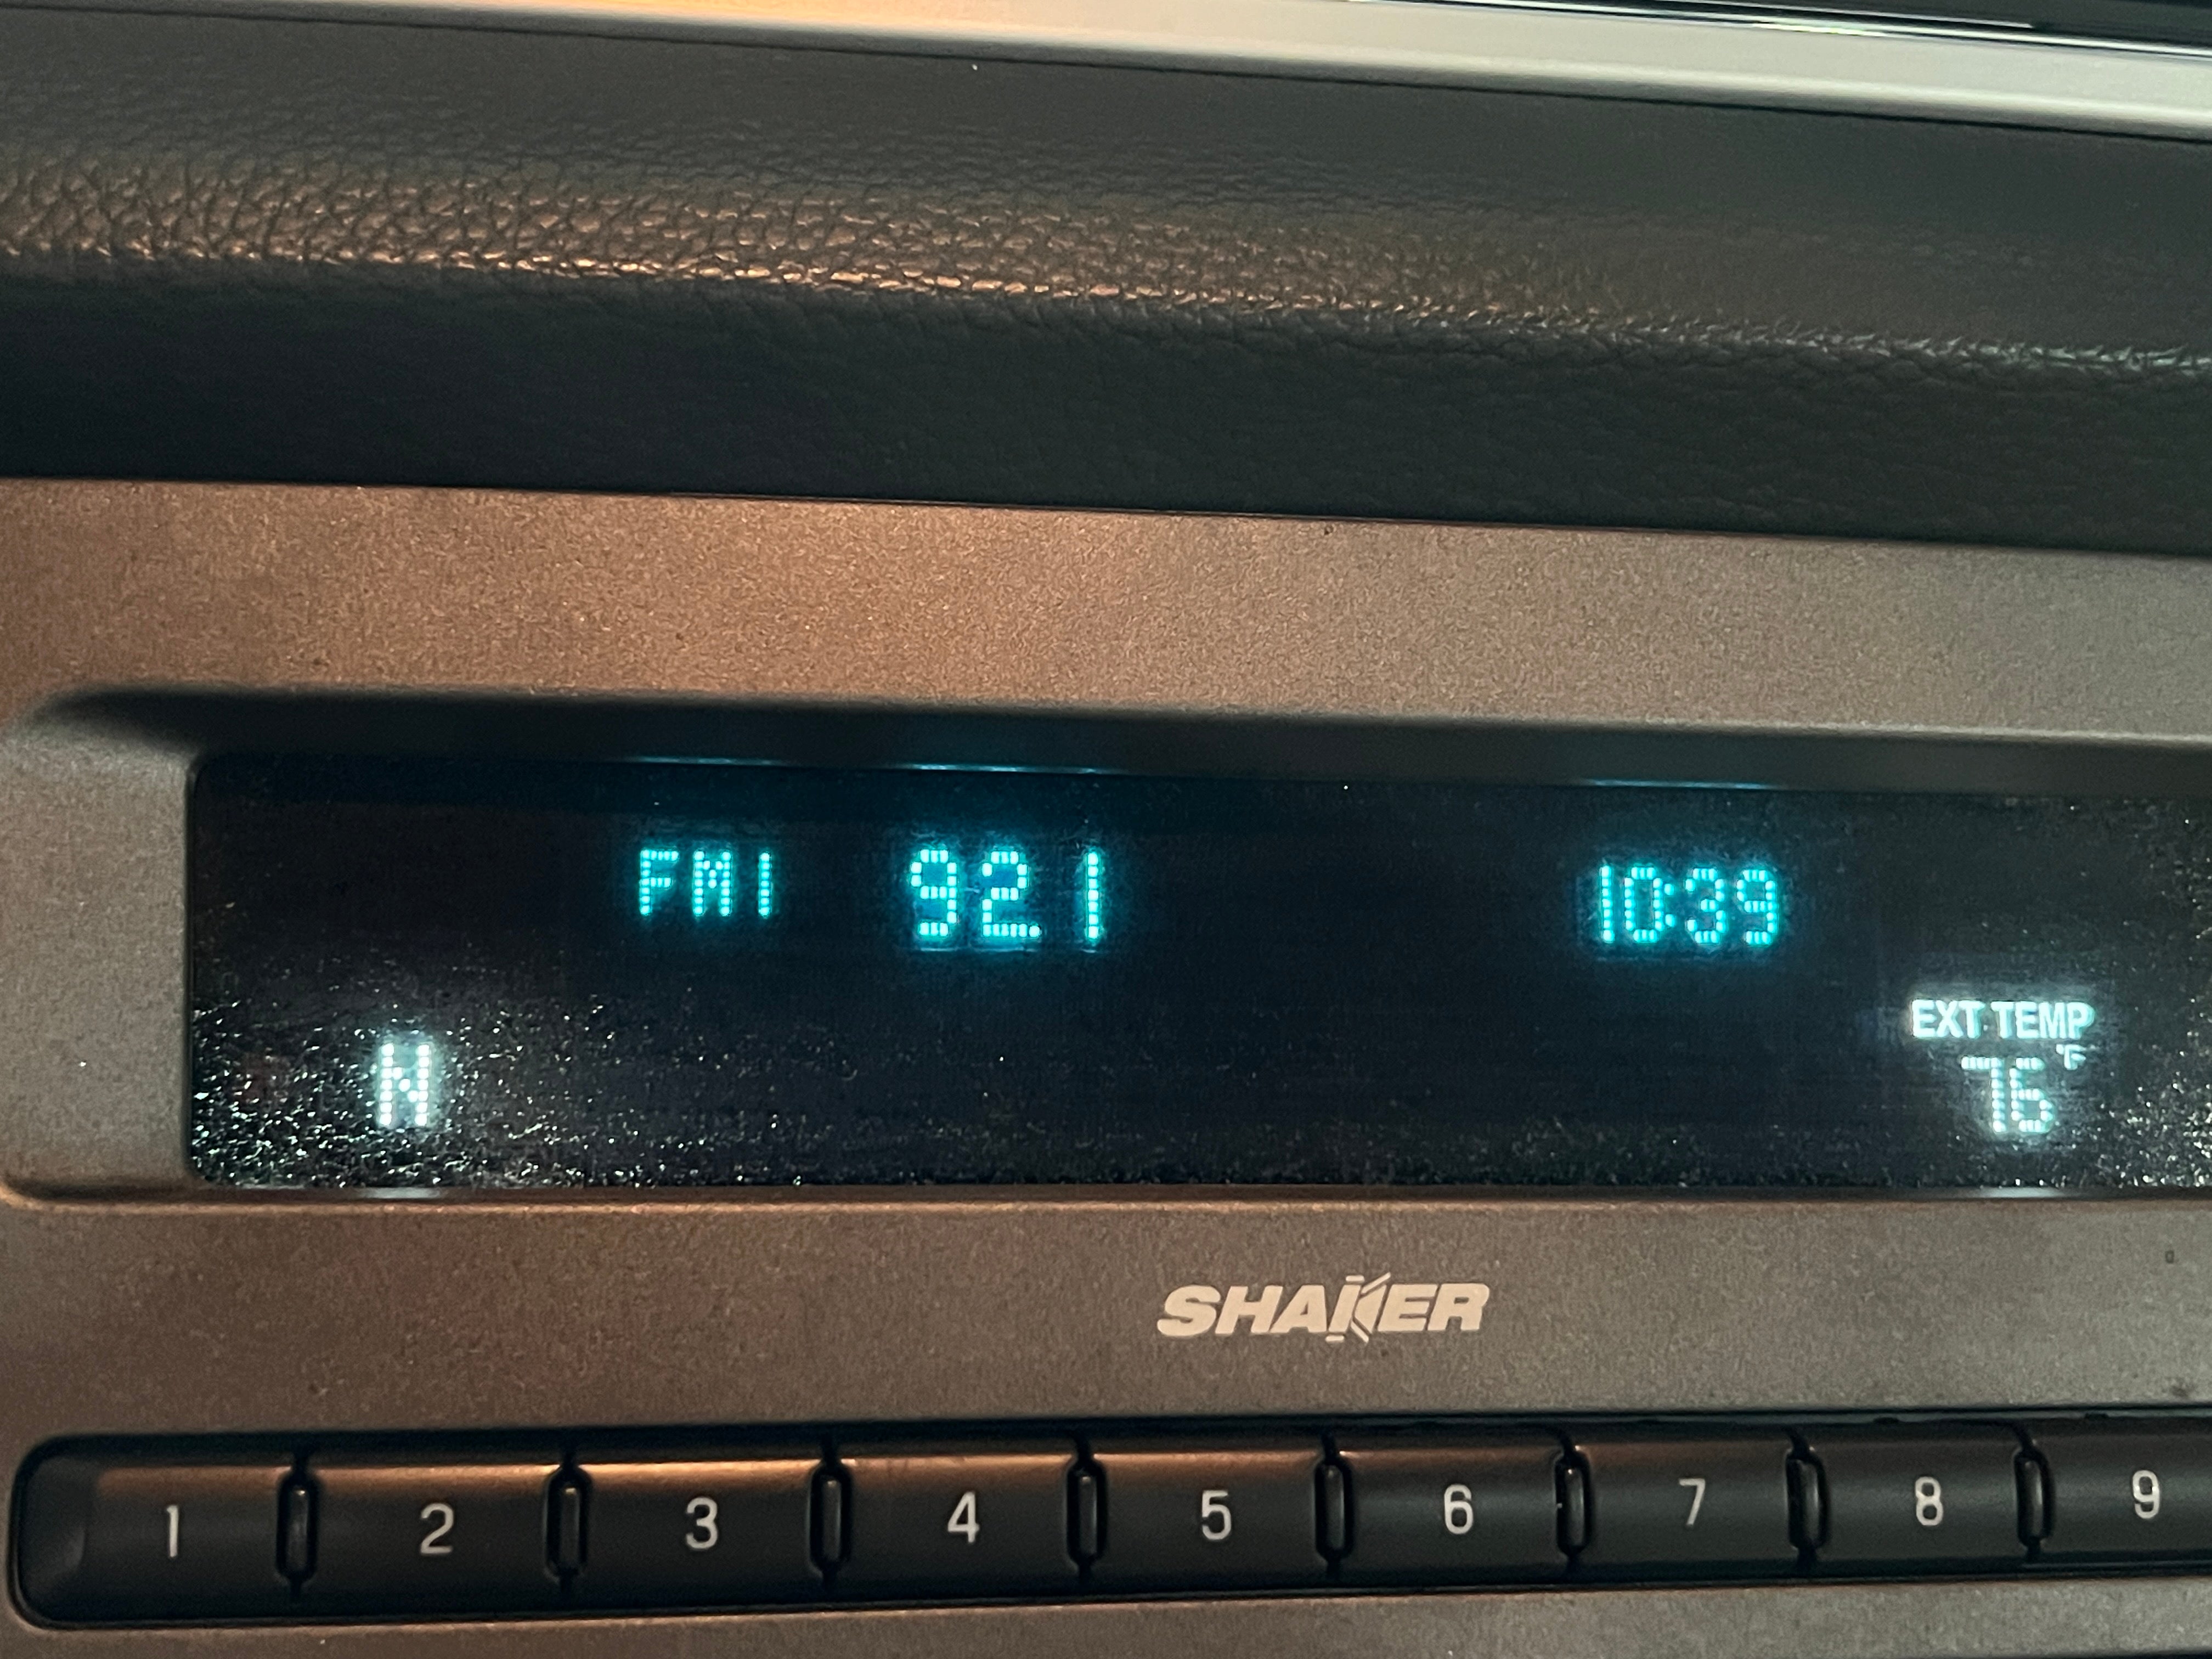 FM1 92.1 10:39
EXT TEMP
N 76°F
SHAKER
1 2 3 4 5 6 7 8 9